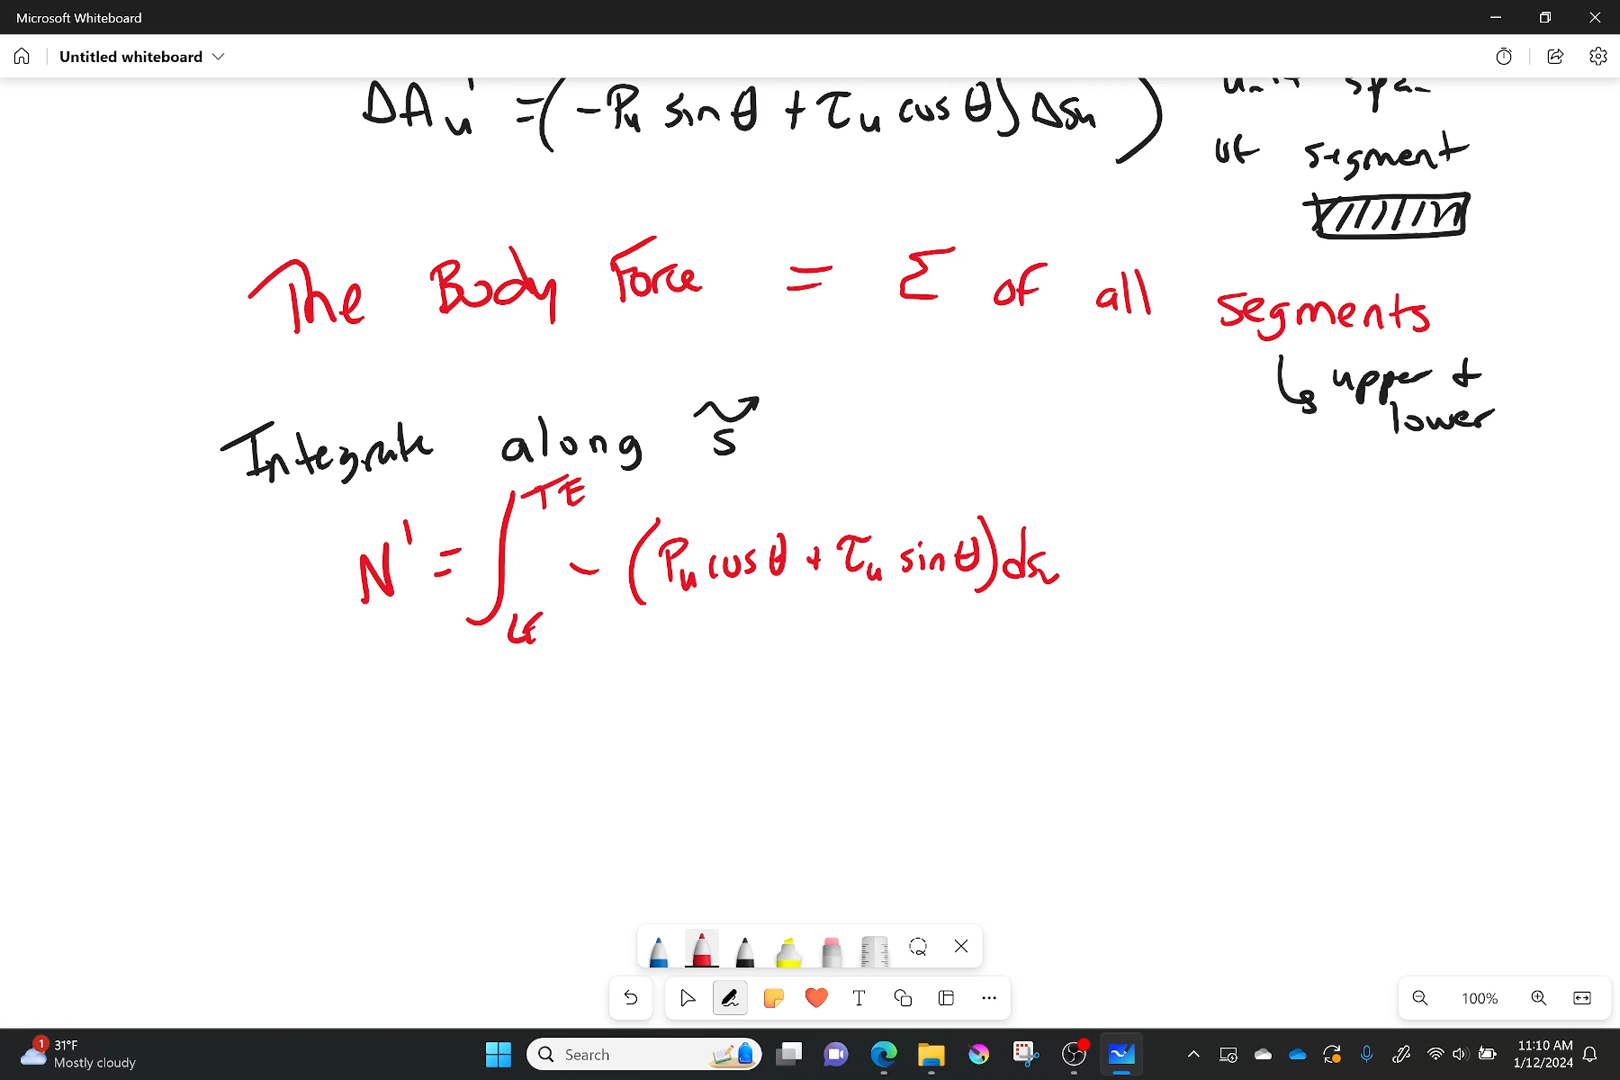 Microsoft Whiteboard
Untitled whiteboard
ΔA'u = (-Pu sin θ + τu cos θ) Δsu )
unit span
of segment
The Body Force = Σ of all segments
↳ upper +
lower
Integrate along s
N' = ∫ LE TE - (Pu cos θ + τu sin θ) dsu
100%
1
31°F
Mostly cloudy
Search
11:10 AM
1/12/2024